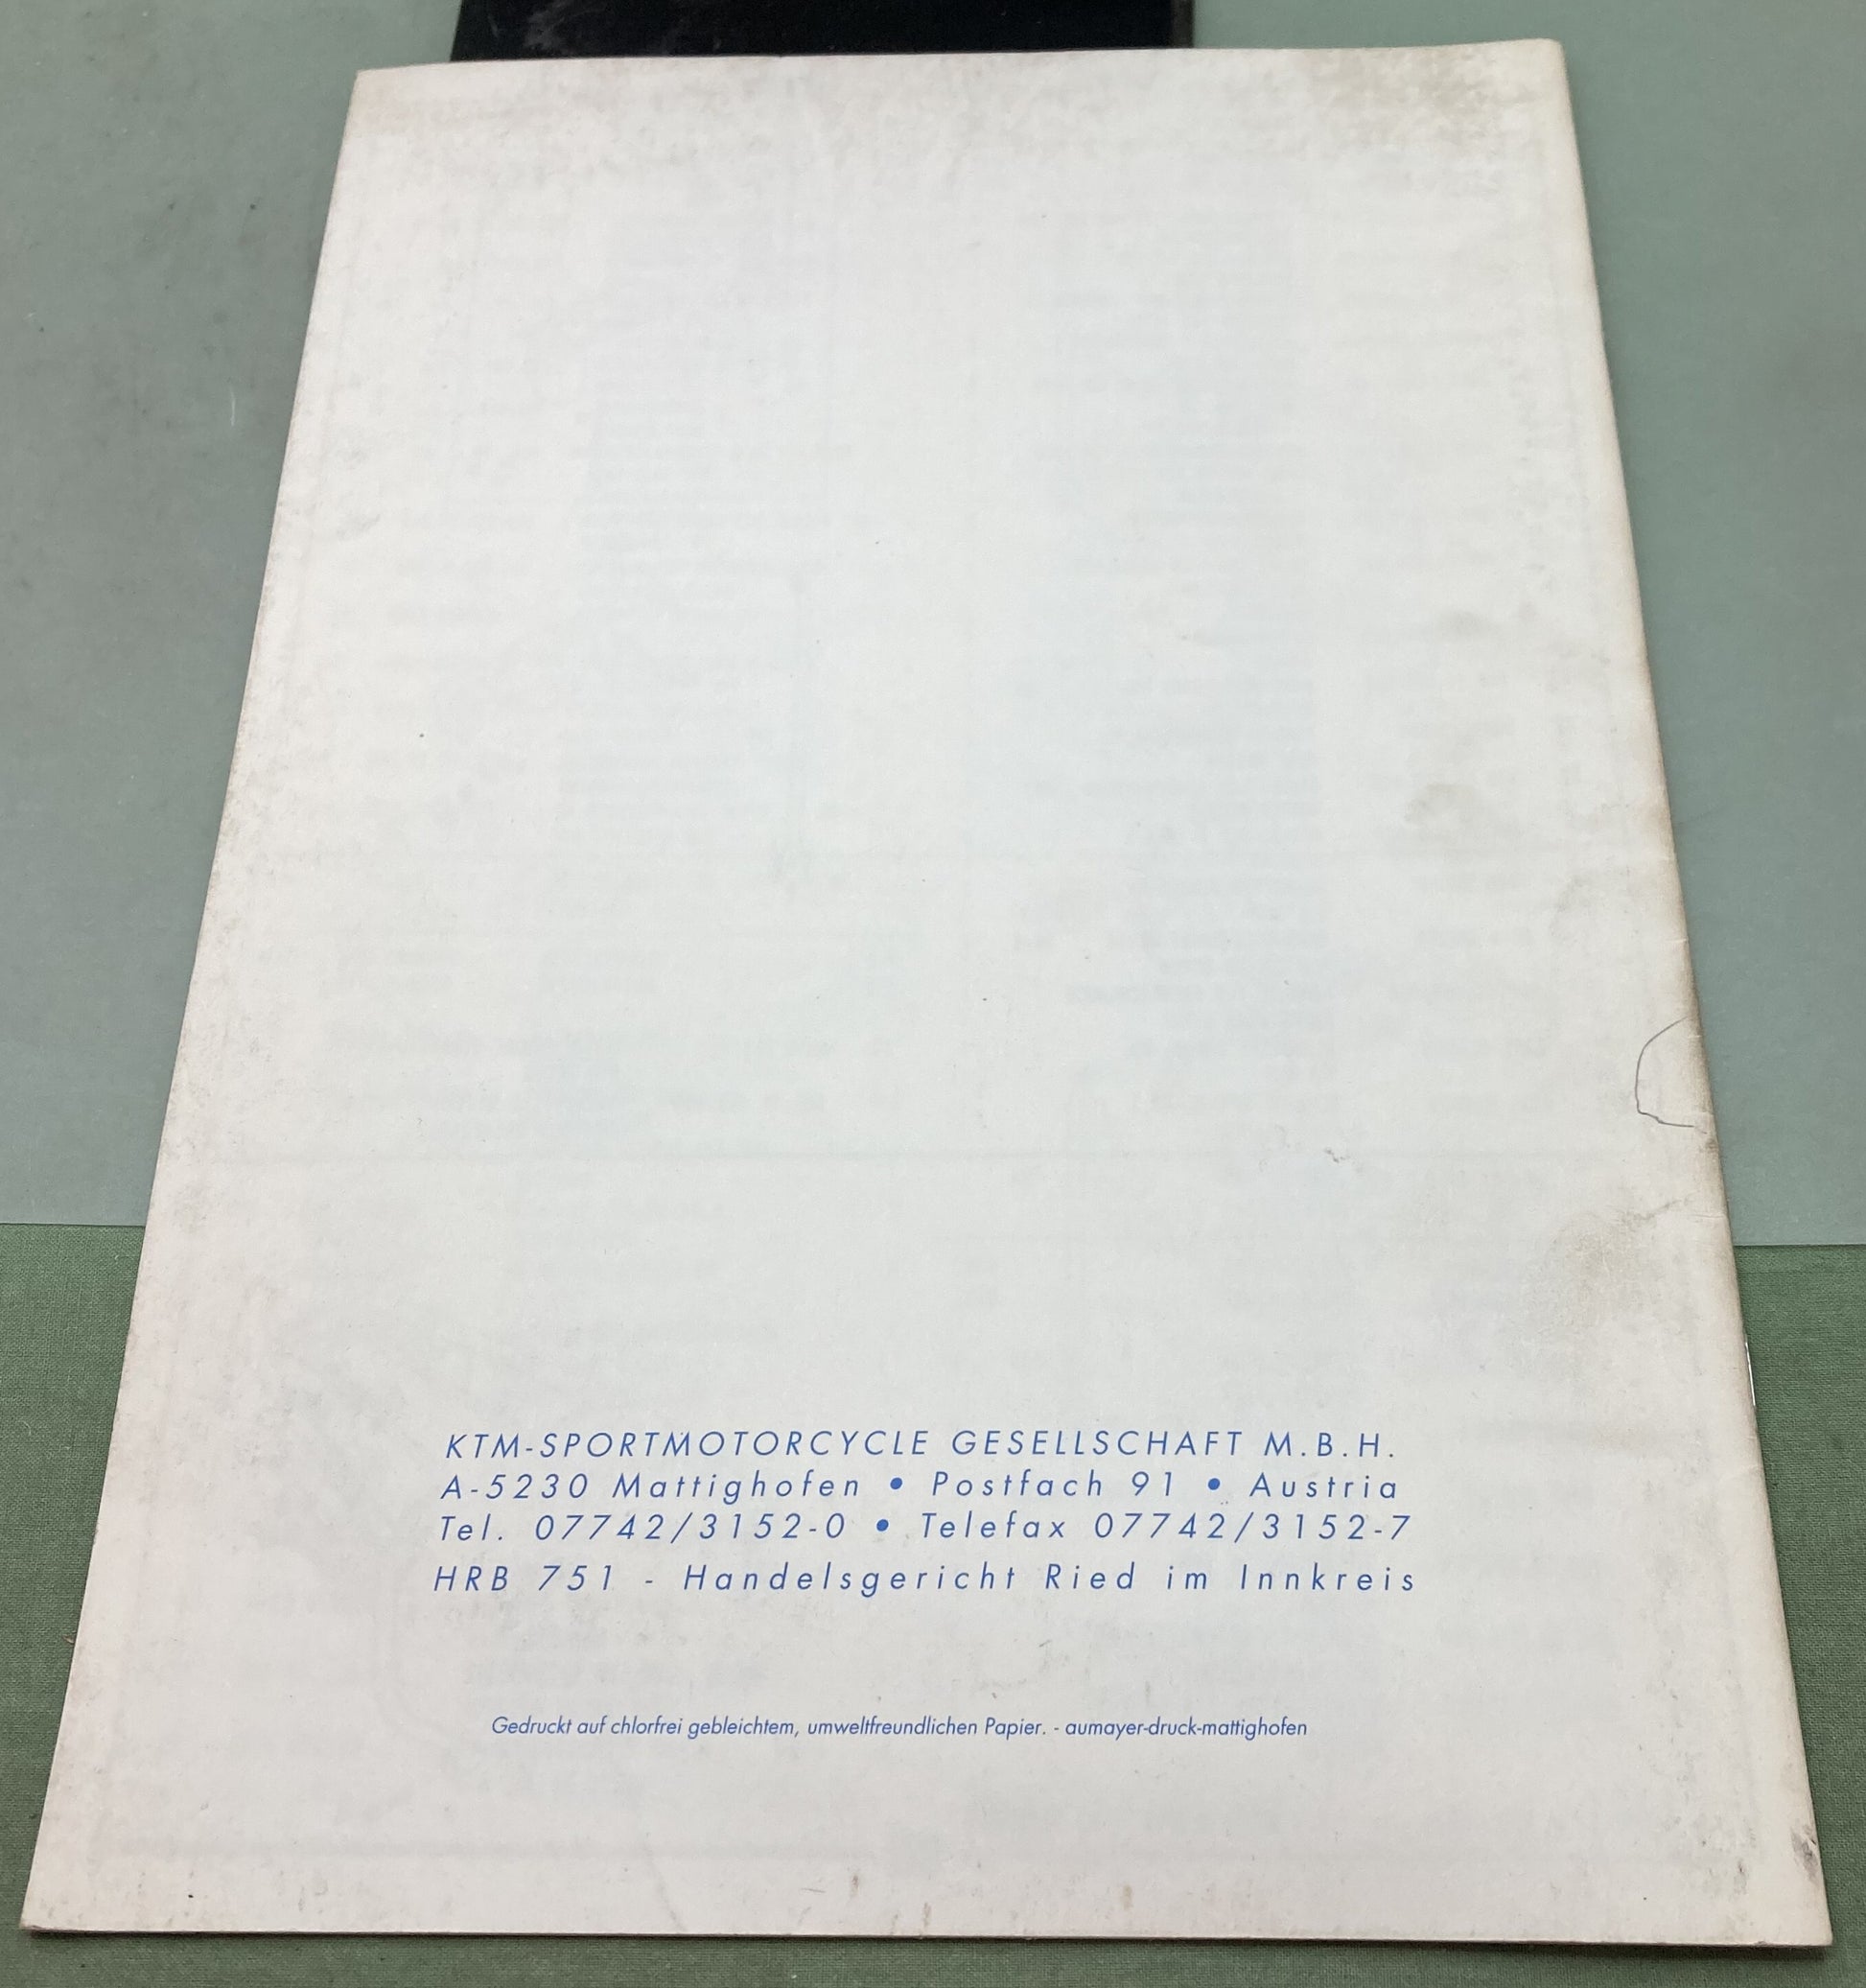 KTM-SPORTMOTORCYCLE GESELLSCHAFT M.B.H.
A-5230 Mattighofen • Postfach 91 • Austria
Tel. 07742/3152-0 • Telefax 07742/3152-7
HRB 751 - Handelsgericht Ried im Innkreis
Gedruckt auf chlorfrei gebleichtem, umweltfreundlichen Papier. - aumayer-druck-mattighofen